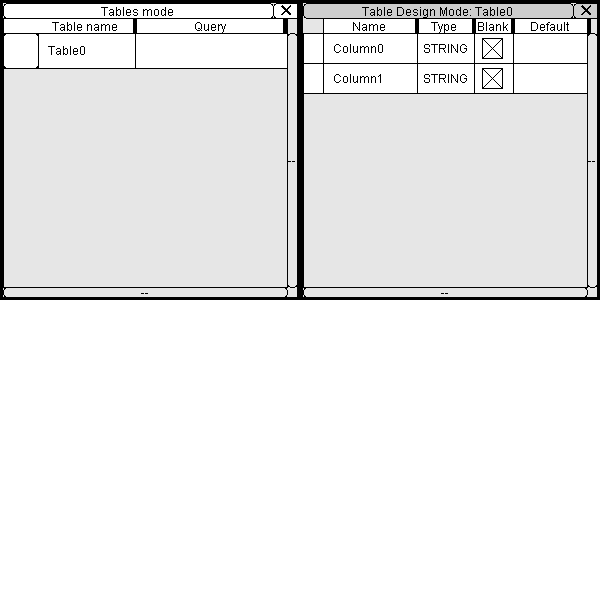 Tables mode
Table name Query
Table0
--
--
Table Design Mode: Table0
Name Type Blank Default
Column0 STRING
Column1 STRING
--
--